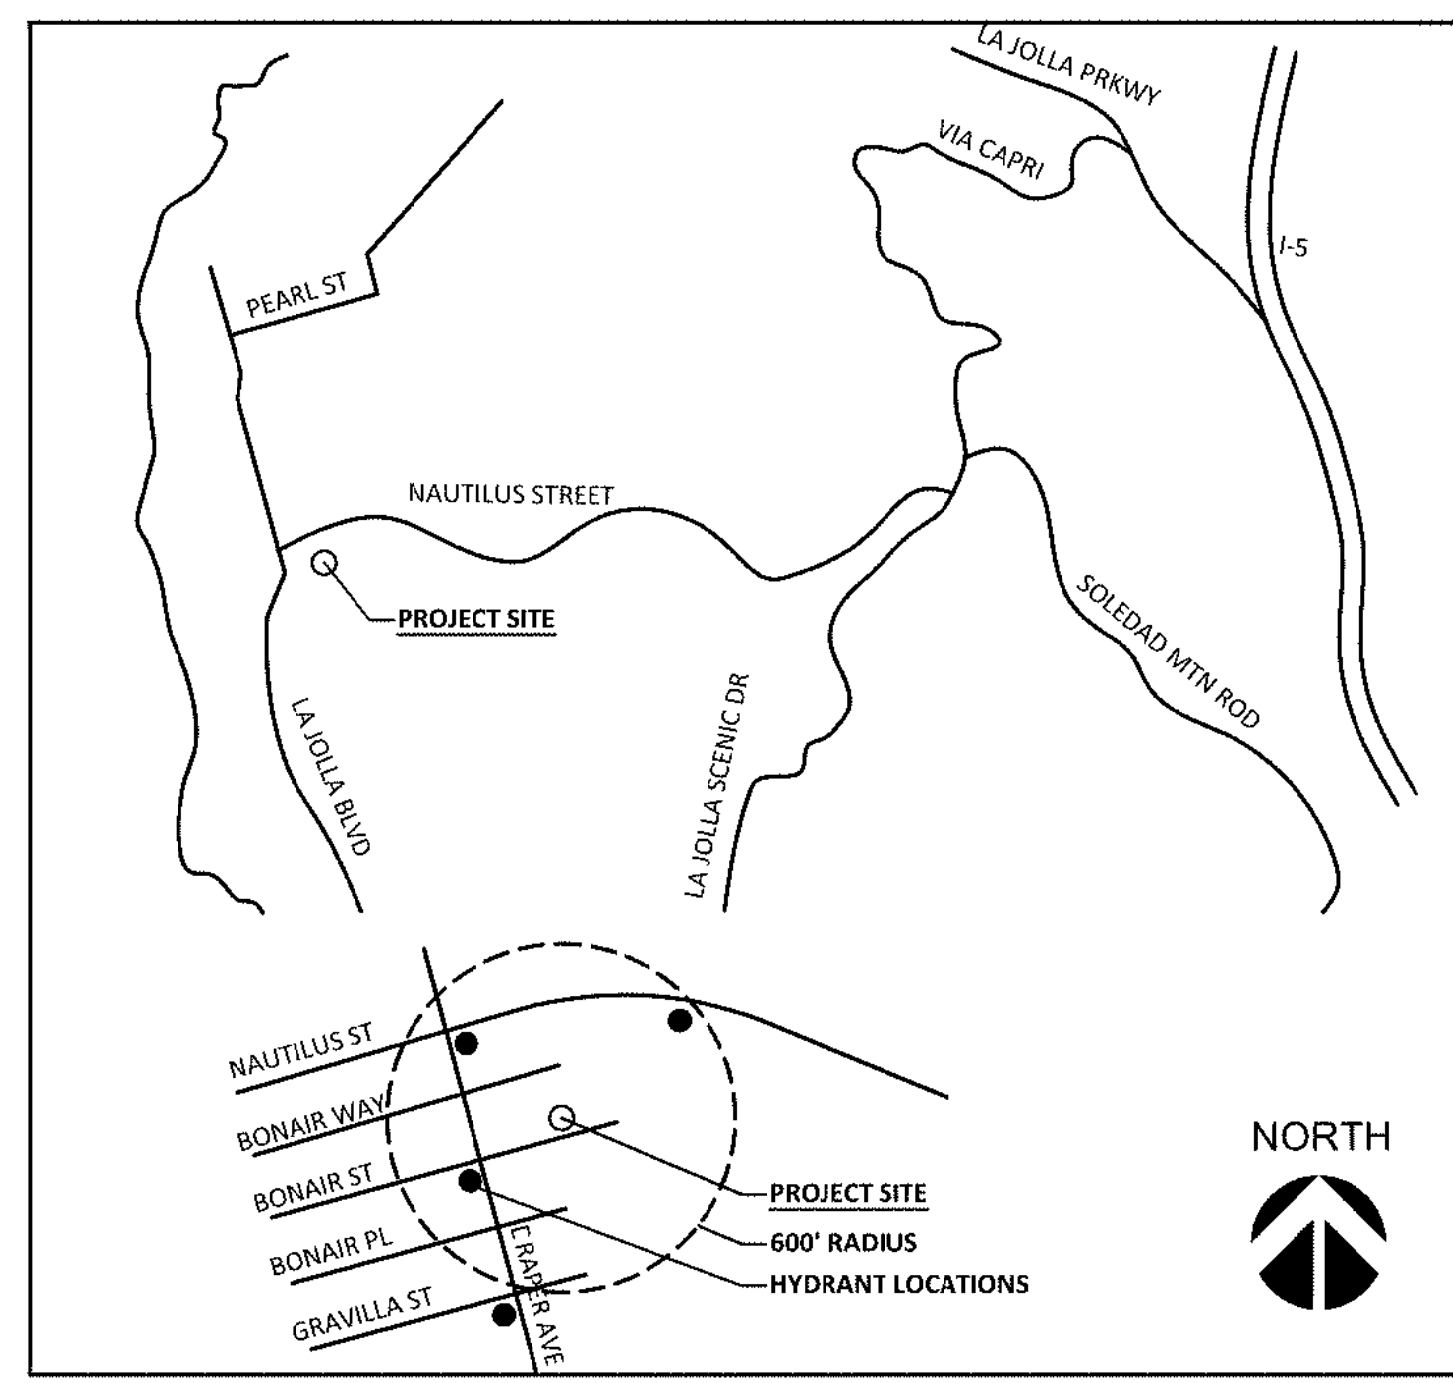 LA JOLLA PRKWY
VIA CAPRI
I-5
PEARL ST
NAUTILUS STREET
PROJECT SITE
SOLEDAD MTN ROD
LA JOLLA BLVD
LA JOLLA SCENIC DR
NAUTILUS ST
BONAIR WAY
BONAIR ST
BONAIR PL
GRAVILLA ST
DRAPER AVE
PROJECT SITE
600' RADIUS
HYDRANT LOCATIONS
NORTH